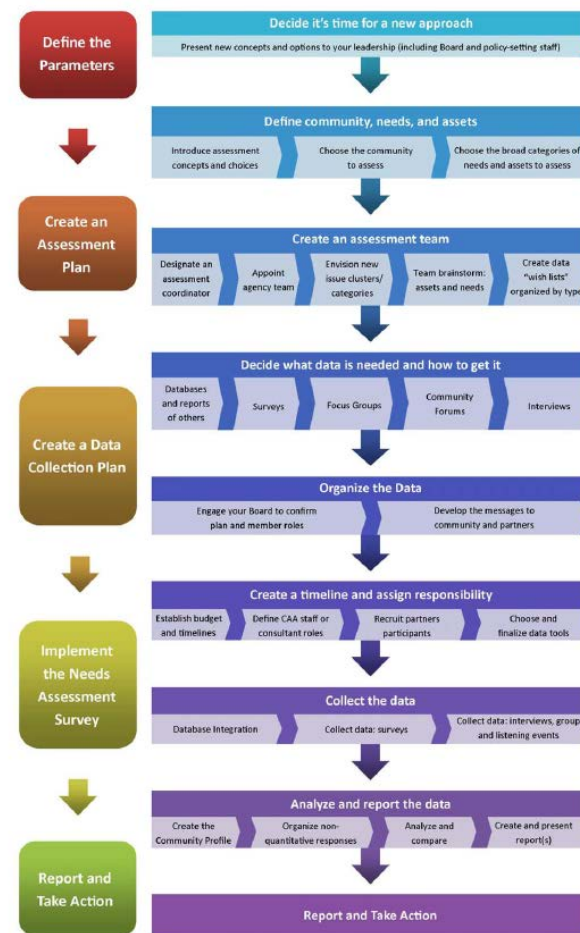 Define the
Parameters
Create an
Assessment
Plan
Create a Data
Collection Plan
Implement
the Needs
Assessment
Survey
Report and
Take Action
Decide it's time for a new approach
Present new concepts and options to your leadership (including Board and policy-setting staff)
Define community, needs, and assets
Introduce assessment
concepts and choices
Choose the community
to assess
Choose the broad categories of
needs and assets to assess
Create an assessment team
Designate an
assessment
coordinator
Appoint
agency team
Envision new
issue clusters/
categories
Team brainstorm:
assets and needs
Create data
"wish lists"
organized by type
Decide what data is needed and how to get it
Databases
and reports
of others
Surveys
Focus Groups
Community
Forums
Interviews
Organize the Data
Engage your Board to confirm
plan and member roles
Develop the messages to
community and partners
Create a timeline and assign responsibility
Establish budget
and timelines
Define CAA staff or
consultant roles
Recruit partners
participants
Choose and
finalize data tools
Collect the data
Database Integration
Collect data: surveys
Collect data: interviews, group
and listening events
Analyze and report the data
Create the
Community Profile
Organize non-
quantitative responses
Analyze and
compare
Create and present
report(s)
Report and Take Action